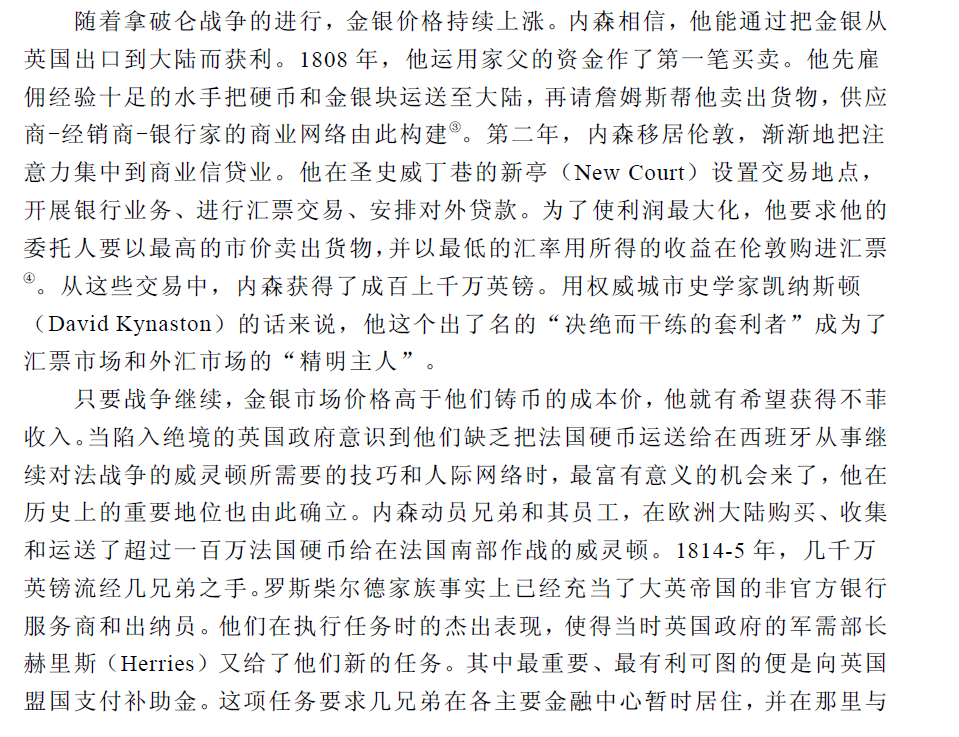 随着拿破仑战争的进行，金银价格持续上涨。内森相信，他能通过把金银从
英国出口到大陆而获利。1808 年，他运用家父的资金作了第一笔买卖。他先雇
佣经验十足的水手把硬币和金银块运送至大陆，再请詹姆斯帮他卖出货物，供应
商-经销商-银行家的商业网络由此构建③。第二年，内森移居伦敦，渐渐地把注
意力集中到商业信贷业。他在圣史威丁巷的新亭（New Court）设置交易地点，
开展银行业务、进行汇票交易、安排对外贷款。为了使利润最大化，他要求他的
委托人要以最高的市价卖出货物，并以最低的汇率用所得的收益在伦敦购进汇票
④。从这些交易中，内森获得了成百上千万英镑。用权威城市史学家凯纳斯顿
（David Kynaston）的话来说，他这个出了名的“决绝而干练的套利者”成为了
汇票市场和外汇市场的“精明主人”。
只要战争继续，金银市场价格高于他们铸币的成本价，他就有希望获得不菲
收入。当陷入绝境的英国政府意识到他们缺乏把法国硬币运送给在西班牙从事继
续对法战争的威灵顿所需要的技巧和人际网络时，最富有意义的机会来了，他在
历史上的重要地位也由此确立。内森动员兄弟和其员工，在欧洲大陆购买、收集
和运送了超过一百万法国硬币给在法国南部作战的威灵顿。1814-5 年，几千万
英镑流经几兄弟之手。罗斯柴尔德家族事实上已经充当了大英帝国的非官方银行
服务商和出纳员。他们在执行任务时的杰出表现，使得当时英国政府的军需部长
赫里斯（Herries）又给了他们新的任务。其中最重要、最有利可图的便是向英国
盟国支付补助金。这项任务要求几兄弟在各主要金融中心暂时居住，并在那里与